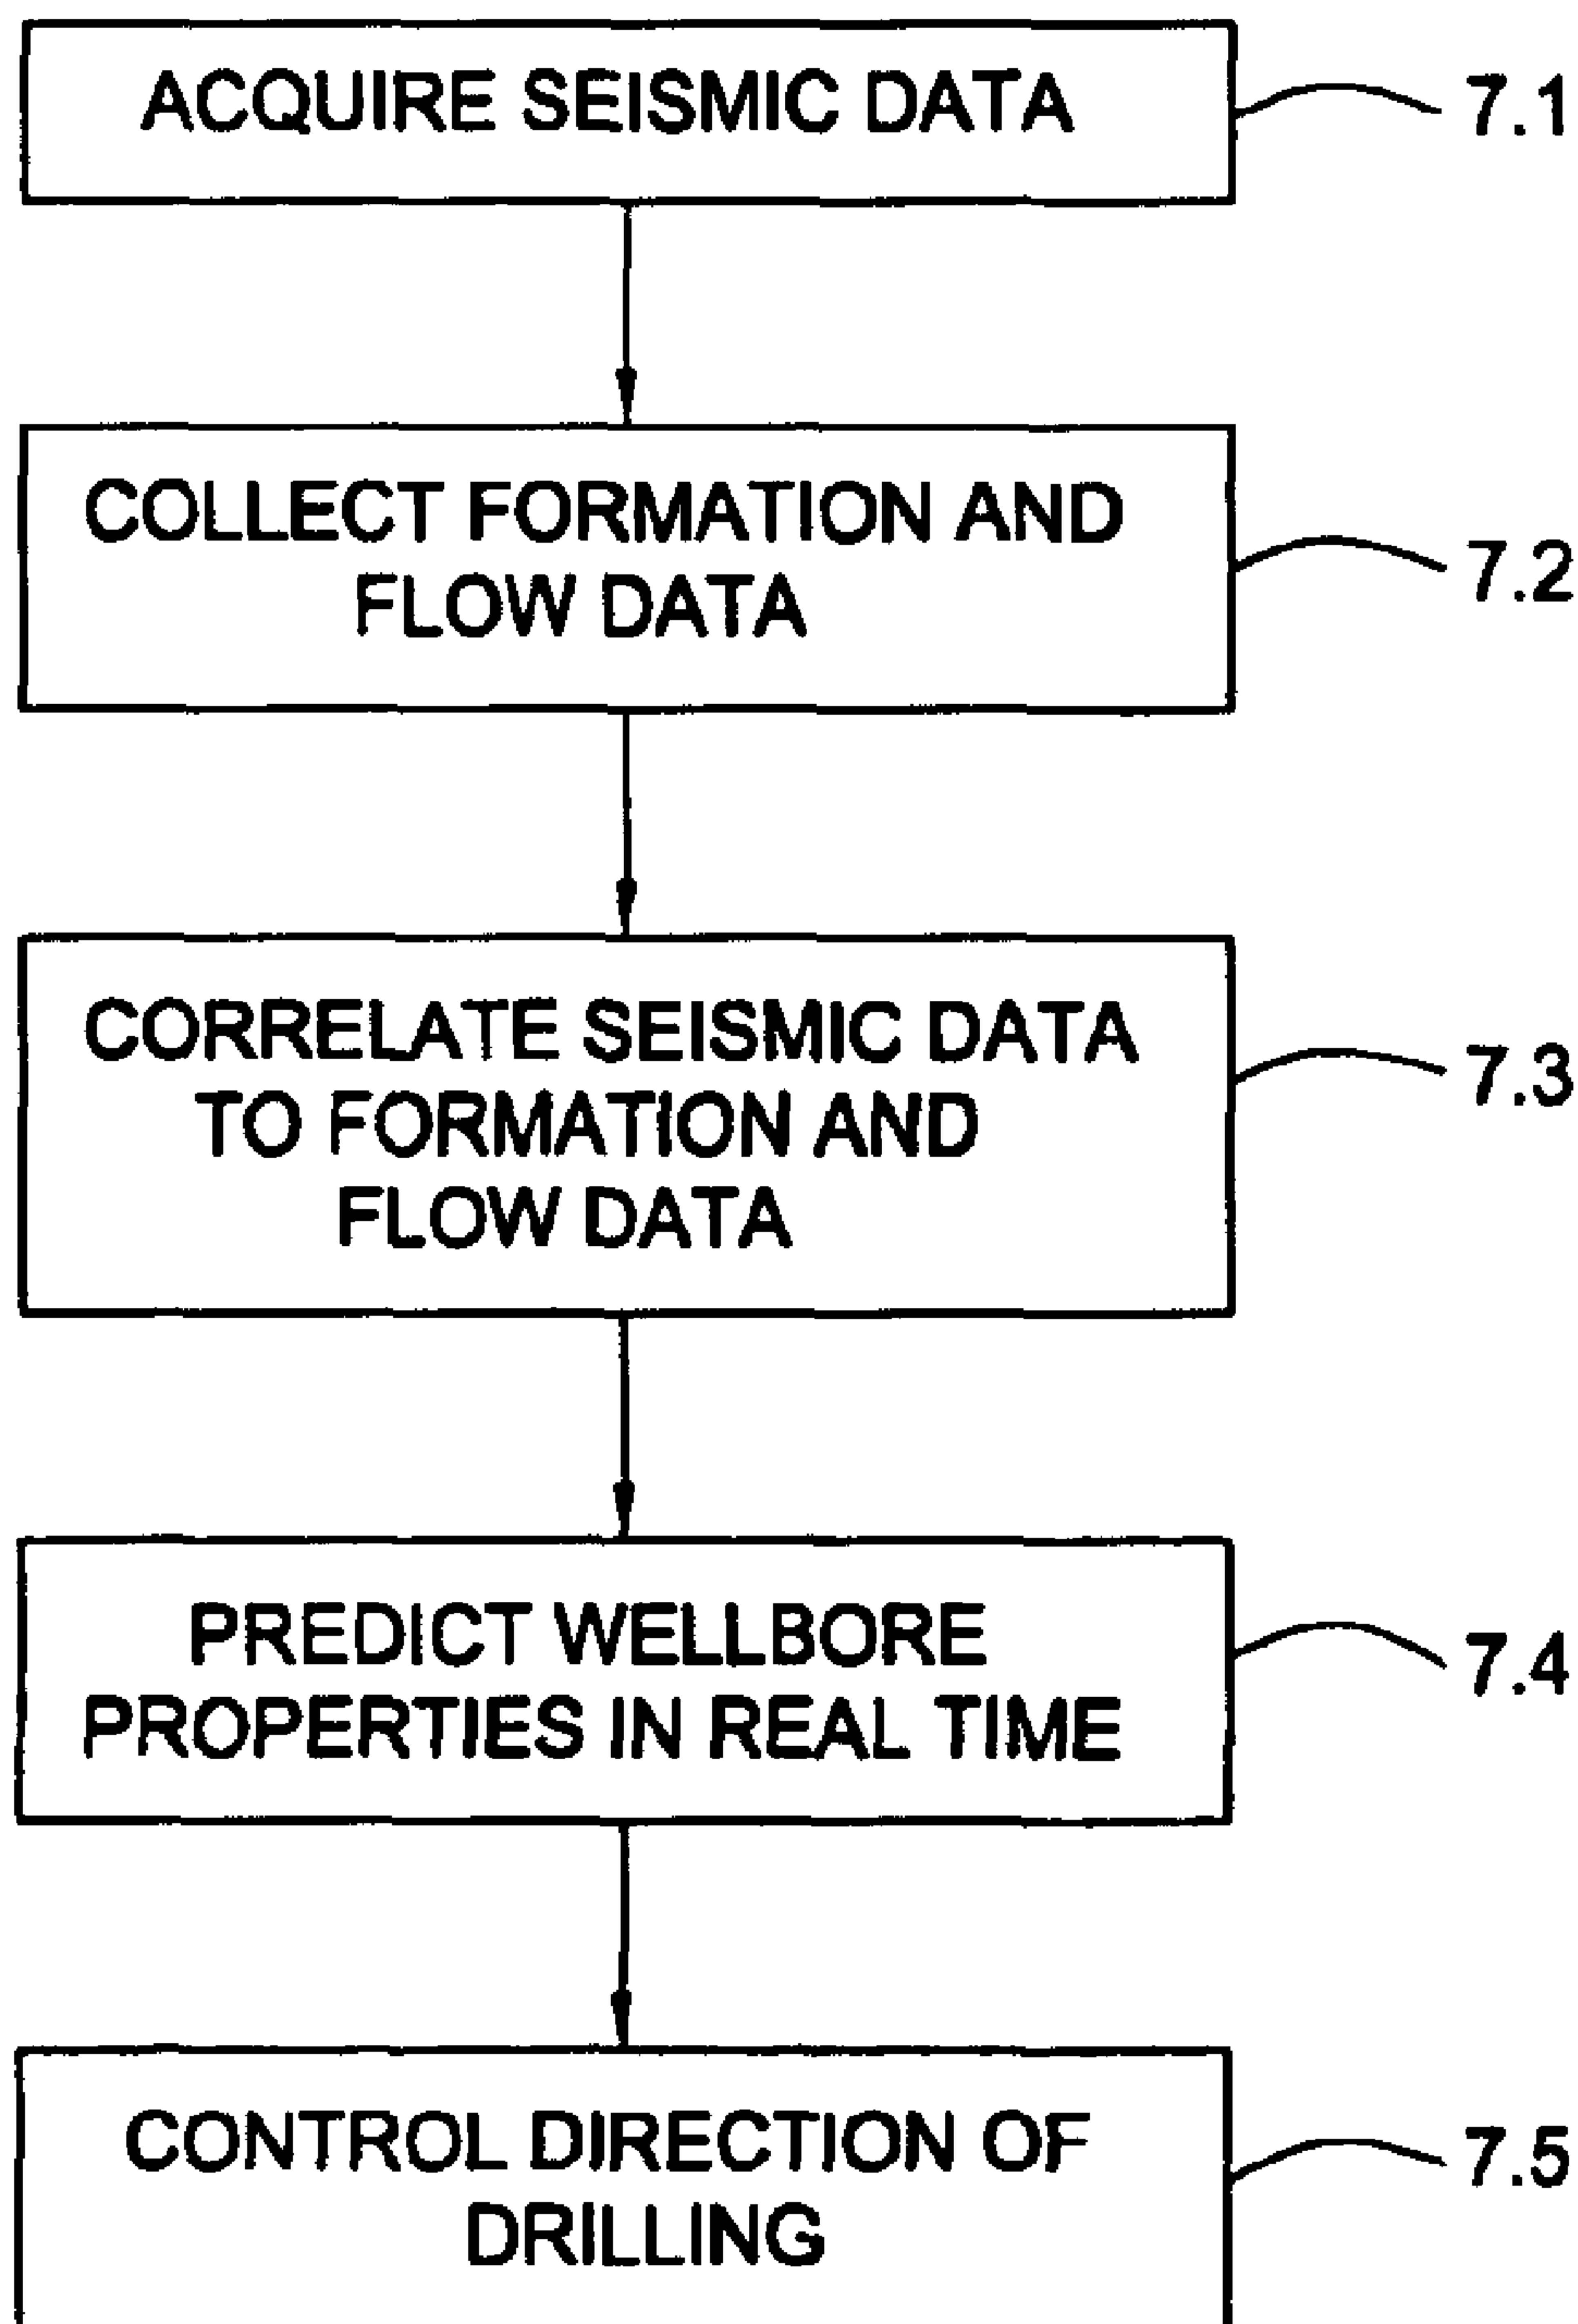 ACQUIRE SEISMIC DATA
7.1
COLLECT FORMATION AND
FLOW DATA
7.2
CORRELATE SEISMIC DATA
TO FORMATION AND
FLOW DATA
7.3
PREDICT WELLBORE
PROPERTIES IN REAL TIME
7.4
CONTROL DIRECTION OF
DRILLING
7.5